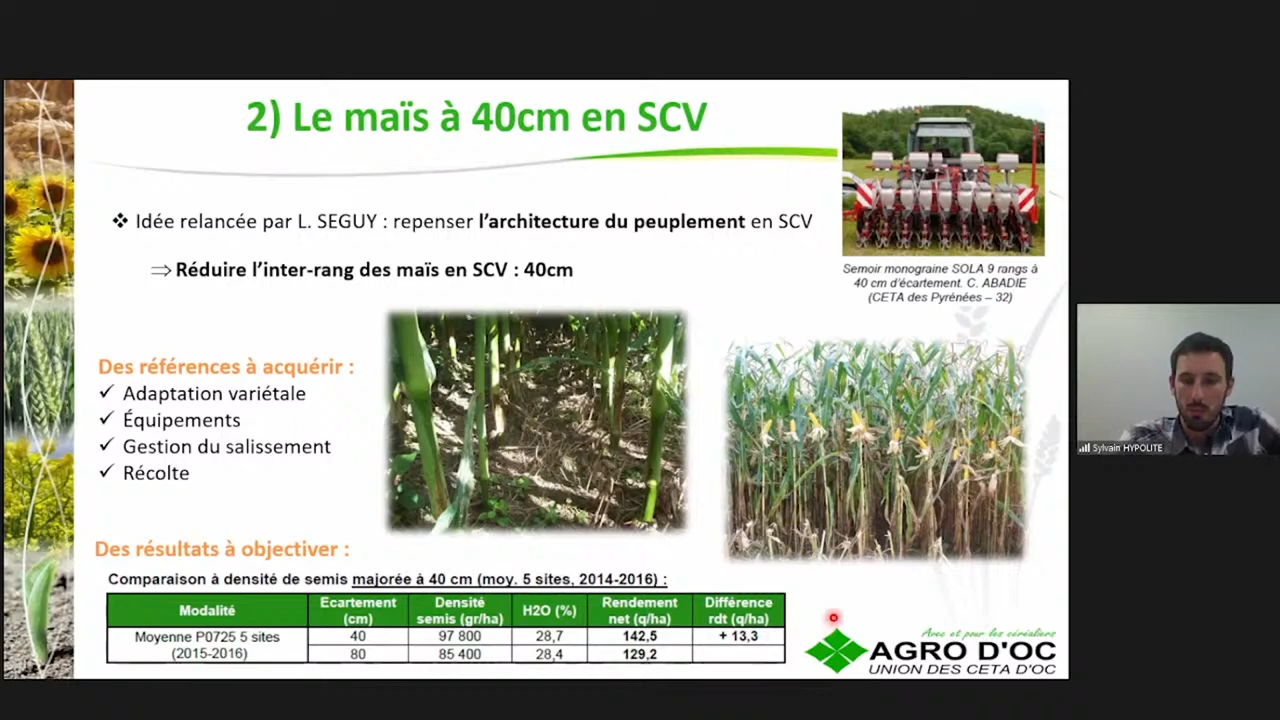 2) Le maïs à 40cm en SCV
❖ Idée relancée par L. SEGUY : repenser l'architecture du peuplement en SCV
⇒ Réduire l'inter-rang des maïs en SCV : 40cm
Semoir monograine SOLA 9 rangs à
40 cm d'écartement. C. ABADIE
(CETA des Pyrénées – 32)
Des références à acquérir :
✓ Adaptation variétale
✓ Équipements
✓ Gestion du salissement
✓ Récolte
Sylvain HYPOLITE
Des résultats à objectiver :
Comparaison à densité de semis majorée à 40 cm (moy. 5 sites, 2014-2016) :
Modalité Ecartement (cm) Densité semis (gr/ha) H2O (%) Rendement net (q/ha) Différence rdt (q/ha)
Moyenne P0725 5 sites (2015-2016) 40 97 800 28,7 142,5 + 13,3
80 85 400 28,4 129,2
Avec et pour les céréaliers
AGRO D'OC
UNION DES CETA D'OC